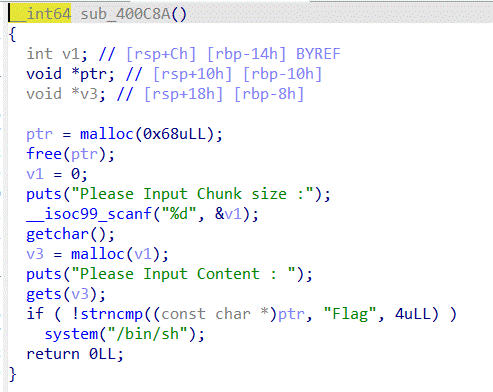 __int64 sub_400C8A()
{
int v1; // [rsp+Ch] [rbp-14h] BYREF
void *ptr; // [rsp+10h] [rbp-10h]
void *v3; // [rsp+18h] [rbp-8h]
ptr = malloc(0x68uLL);
free(ptr);
v1 = 0;
puts("Please Input Chunk size :");
__isoc99_scanf("%d", &v1);
getchar();
v3 = malloc(v1);
puts("Please Input Content : ");
gets(v3);
if ( !strncmp((const char *)ptr, "Flag", 4uLL) )
system("/bin/sh");
return 0LL;
}